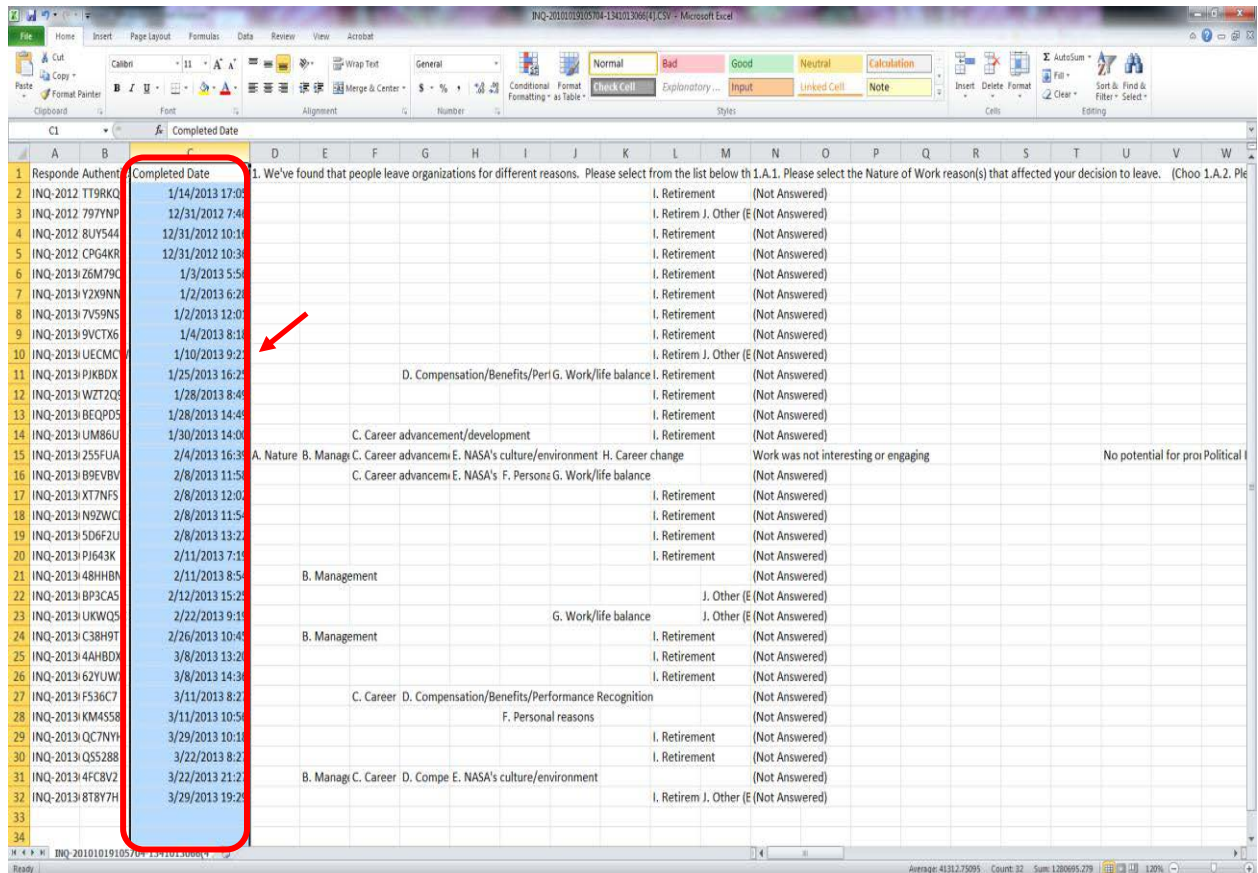 INQ-20101019105704-1341013066[4].CSV - Microsoft Excel
File Home Insert Page Layout Formulas Data Review View Acrobat
Cut Calibri 11 Wrap Text General Normal Bad Good Neutral Calculation Σ AutoSum
Copy Fill
Paste Format Painter B I U Merge & Center $ % , Conditional Formatting Format as Table Check Cell Explanatory ... Input Linked Cell Note Insert Delete Format Clear Sort & Filter Find & Select
Clipboard Font Alignment Number Styles Cells Editing
C1 fx Completed Date
A B C D E F G H I J K L M N O P Q R S T U V W
1 Responde Authenti Completed Date 1. We've found that people leave organizations for different reasons. Please select from the list below th 1.A.1. Please select the Nature of Work reason(s) that affected your decision to leave. (Choo 1.A.2. Ple
2 INQ-2012 TT9RKQ 1/14/2013 17:05 I. Retirement (Not Answered)
3 INQ-2012 797YNP 12/31/2012 7:46 I. Retirem J. Other (E (Not Answered)
4 INQ-2012 8UY544 12/31/2012 10:16 I. Retirement (Not Answered)
5 INQ-2012 CPG4KR 12/31/2012 10:36 I. Retirement (Not Answered)
6 INQ-2013 Z6M79C 1/3/2013 5:56 I. Retirement (Not Answered)
7 INQ-2013 Y2X9NN 1/2/2013 6:28 I. Retirement (Not Answered)
8 INQ-2013 7V59NS 1/2/2013 12:01 I. Retirement (Not Answered)
9 INQ-2013 9VCTX6 1/4/2013 8:18 I. Retirement (Not Answered)
10 INQ-2013 UECMCW 1/10/2013 9:21 I. Retirem J. Other (E (Not Answered)
11 INQ-2013 PJKBDX 1/25/2013 16:25 D. Compensation/Benefits/Perf G. Work/life balance I. Retirement (Not Answered)
12 INQ-2013 WZT2Q9 1/28/2013 8:49 I. Retirement (Not Answered)
13 INQ-2013 BEQPD5 1/28/2013 14:49 I. Retirement (Not Answered)
14 INQ-2013 UM86U 1/30/2013 14:00 C. Career advancement/development I. Retirement (Not Answered)
15 INQ-2013 255FUA 2/4/2013 16:39 A. Nature B. Manage C. Career advanceme E. NASA's culture/environment H. Career change Work was not interesting or engaging No potential for pro Political
16 INQ-2013 B9EVBV 2/8/2013 11:58 C. Career advancem E. NASA's F. Persona G. Work/life balance (Not Answered)
17 INQ-2013 XT7NFS 2/8/2013 12:02 I. Retirement (Not Answered)
18 INQ-2013 N9ZWC 2/8/2013 11:54 I. Retirement (Not Answered)
19 INQ-2013 5D6F2U 2/8/2013 13:22 I. Retirement (Not Answered)
20 INQ-2013 PJ643K 2/11/2013 7:19 I. Retirement (Not Answered)
21 INQ-2013 48HHBN 2/11/2013 8:54 B. Management (Not Answered)
22 INQ-2013 BP3CA5 2/12/2013 15:25 J. Other (E (Not Answered)
23 INQ-2013 UKWQ5 2/22/2013 9:19 G. Work/life balance J. Other (E (Not Answered)
24 INQ-2013 C38H9T 2/26/2013 10:45 B. Management I. Retirement (Not Answered)
25 INQ-2013 4AHBDX 3/8/2013 13:20 I. Retirement (Not Answered)
26 INQ-2013 62YUW 3/8/2013 14:36 I. Retirement (Not Answered)
27 INQ-2013 F536C7 3/11/2013 8:27 C. Career D. Compensation/Benefits/Performance Recognition (Not Answered)
28 INQ-2013 KM4S58 3/11/2013 10:56 F. Personal reasons (Not Answered)
29 INQ-2013 QC7NYH 3/29/2013 10:18 I. Retirement (Not Answered)
30 INQ-2013 QS5288 3/22/2013 8:27 I. Retirement (Not Answered)
31 INQ-2013 4FC8V2 3/22/2013 21:27 B. Manage C. Career D. Compe E. NASA's culture/environment (Not Answered)
32 INQ-2013 8T8Y7H 3/29/2013 19:29 I. Retirem J. Other (E (Not Answered)
33
34
INQ-20101019105704-1341013066[4
Ready Average: 41312.75095 Count: 32 Sum: 1280695.279 120%